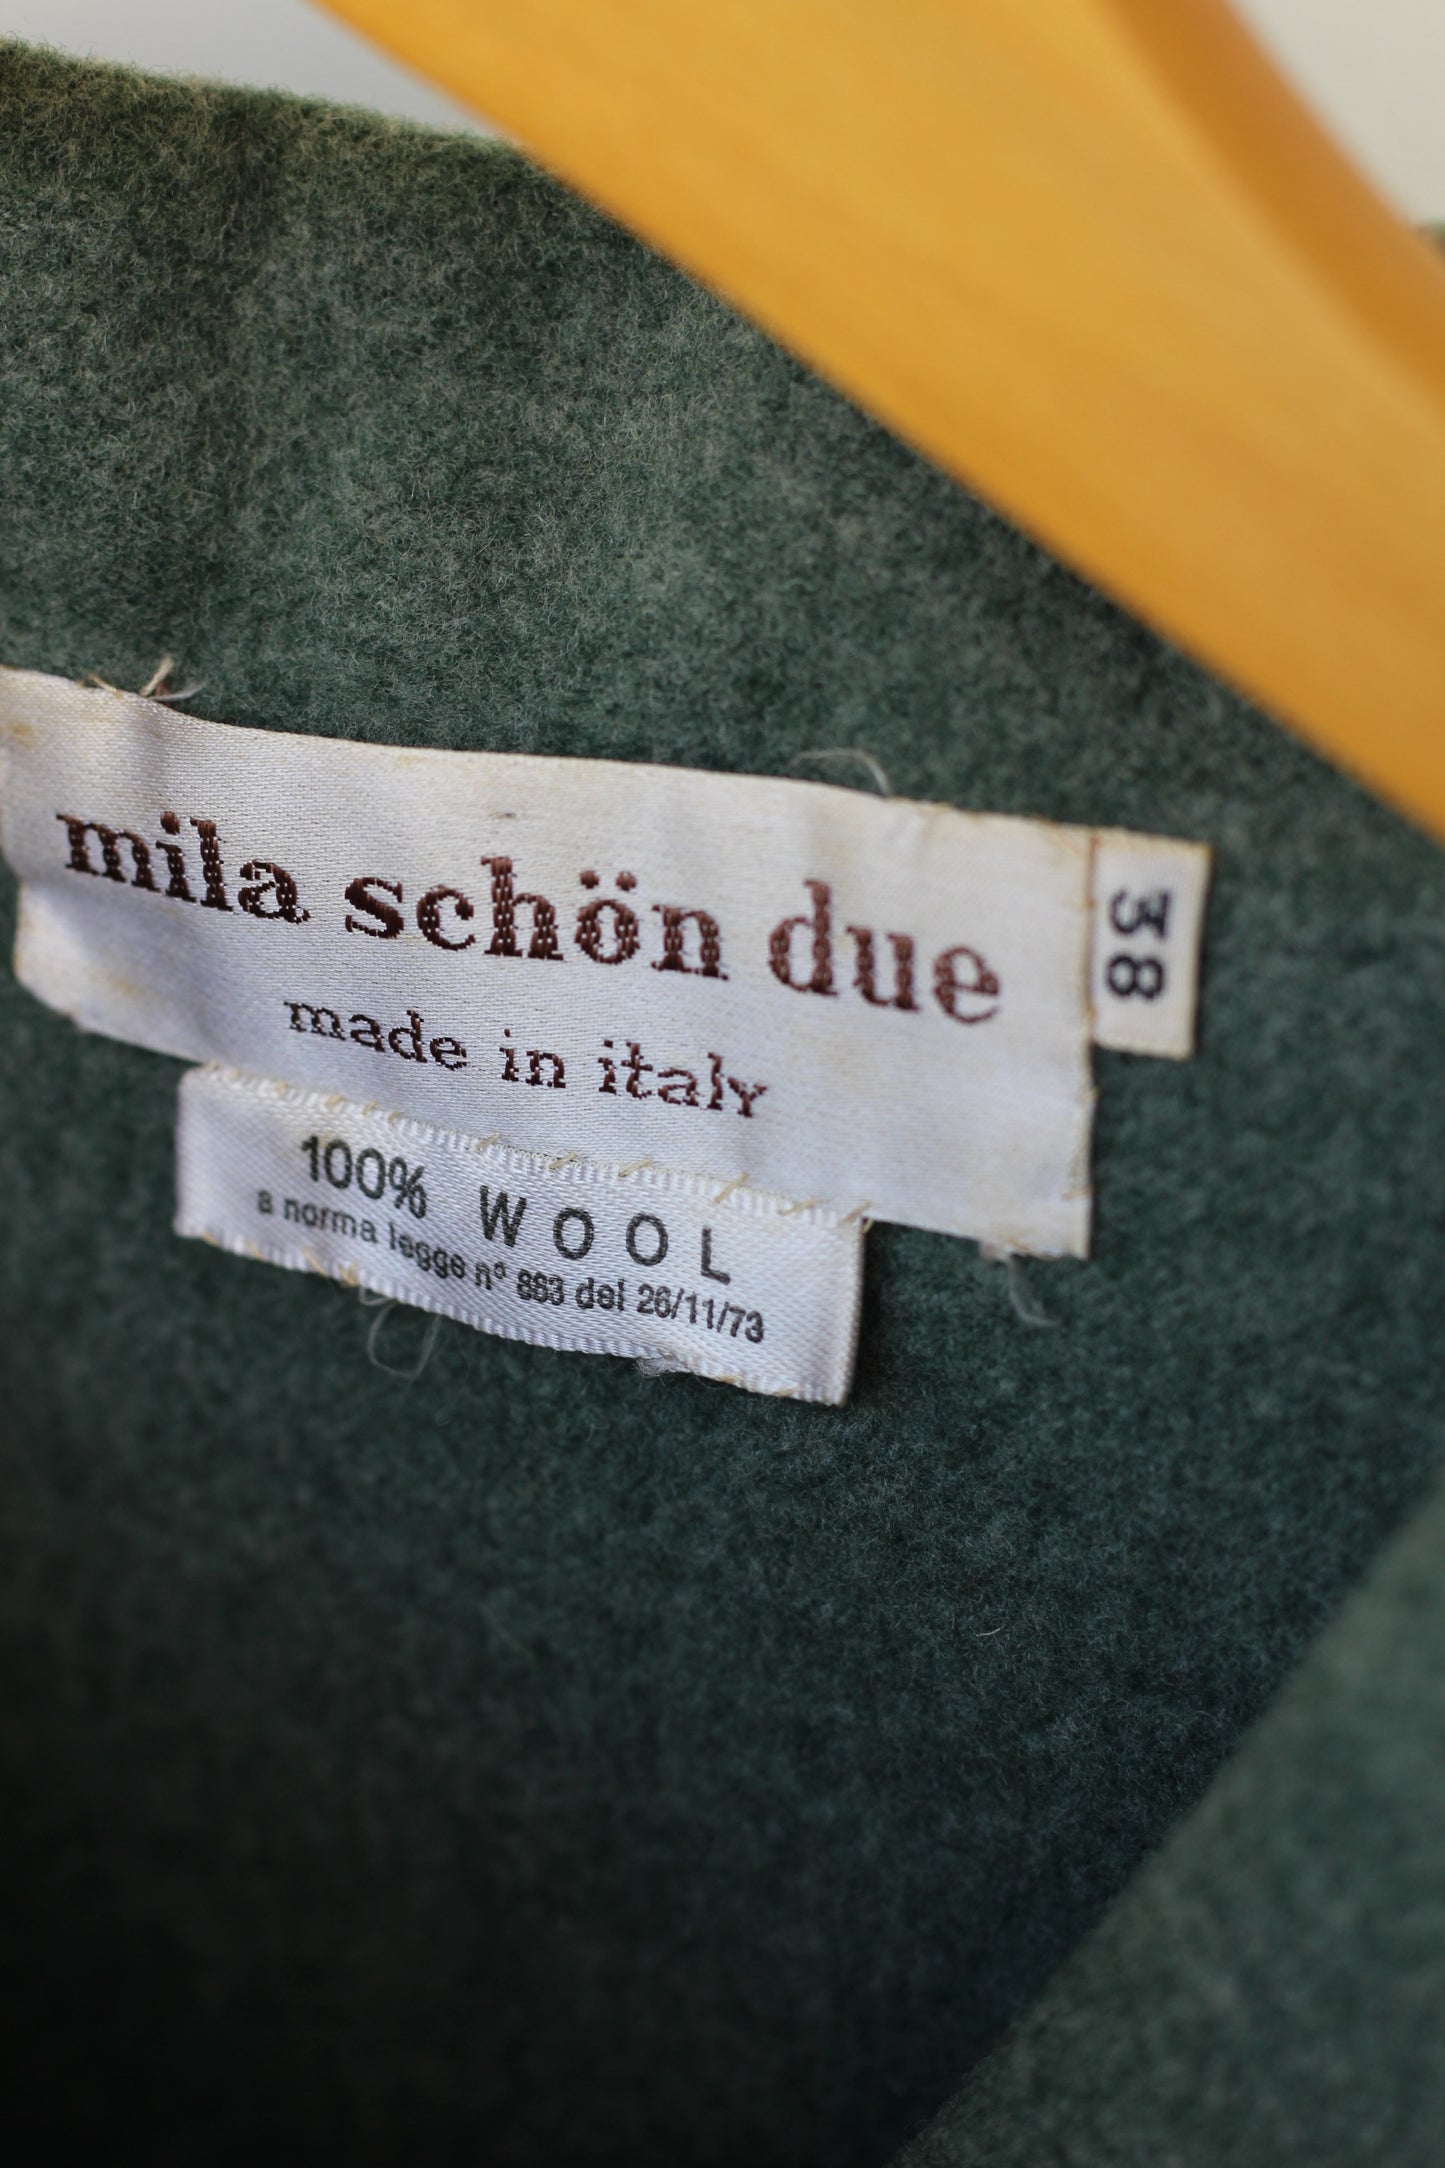 mila schön due
made in italy
38
100% WOOL
a norma legge n° 883 del 26/11/73